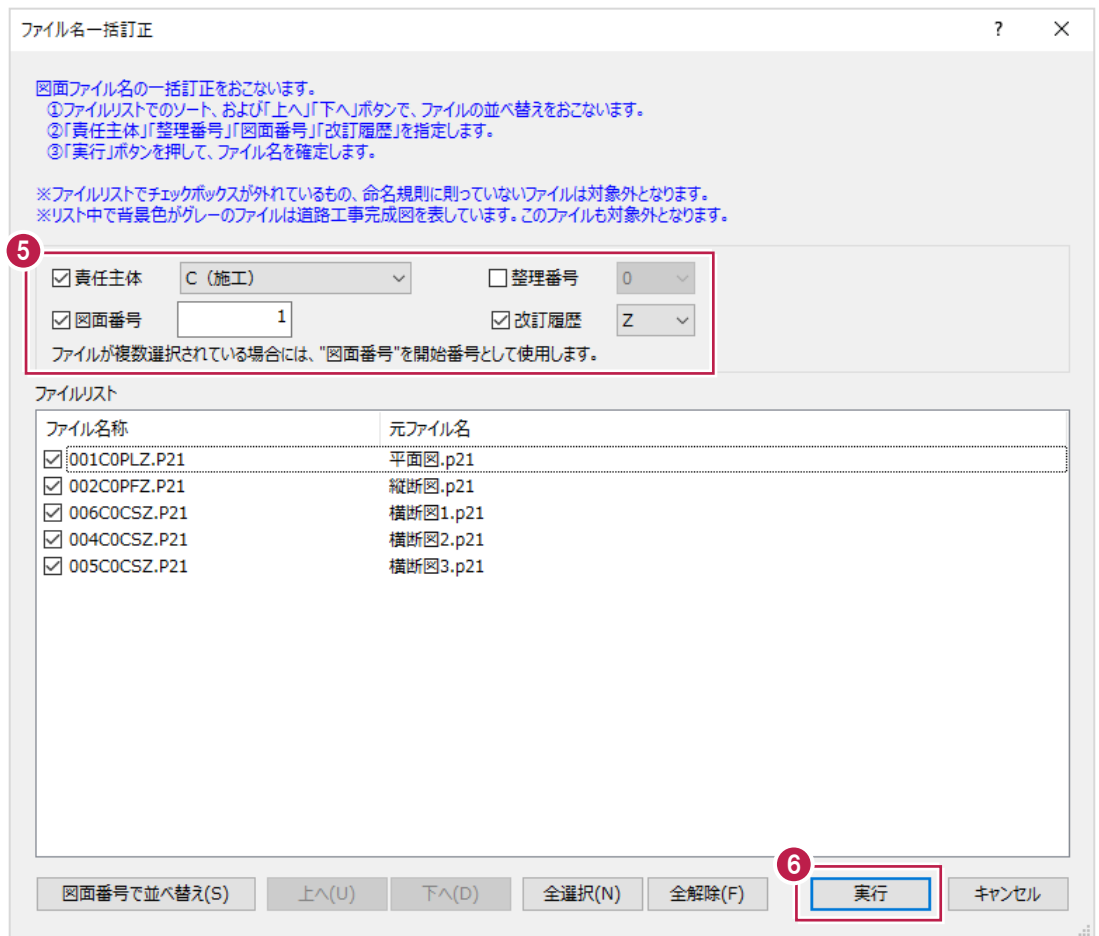 ファイル名一括訂正
?
図面ファイル名の一括訂正をおこないます。
①ファイルリストでのソート、および「上へ」「下へ」ボタンで、ファイルの並べ替えをおこないます。
②「責任主体」「整理番号」「図面番号」「改訂履歴」を指定します。
③「実行」ボタンを押して、ファイル名を確定します。
※ファイルリストでチェックボックスが外れているもの、命名規則に則っていないファイルは対象外となります。
※リスト中で背景色がグレーのファイルは道路工事完成図を表しています。このファイルも対象外となります。
5
責任主体 C（施工） 整理番号 0
図面番号 1 改訂履歴 Z
ファイルが複数選択されている場合には、"図面番号"を開始番号として使用します。
ファイルリスト
ファイル名称 元ファイル名
001C0PLZ.P21 平面図.p21
002C0PFZ.P21 縦断図.p21
006C0CSZ.P21 横断図1.p21
004C0CSZ.P21 横断図2.p21
005C0CSZ.P21 横断図3.p21
6
図面番号で並べ替え(S) 上へ(U) 下へ(D) 全選択(N) 全解除(F) 実行 キャンセル